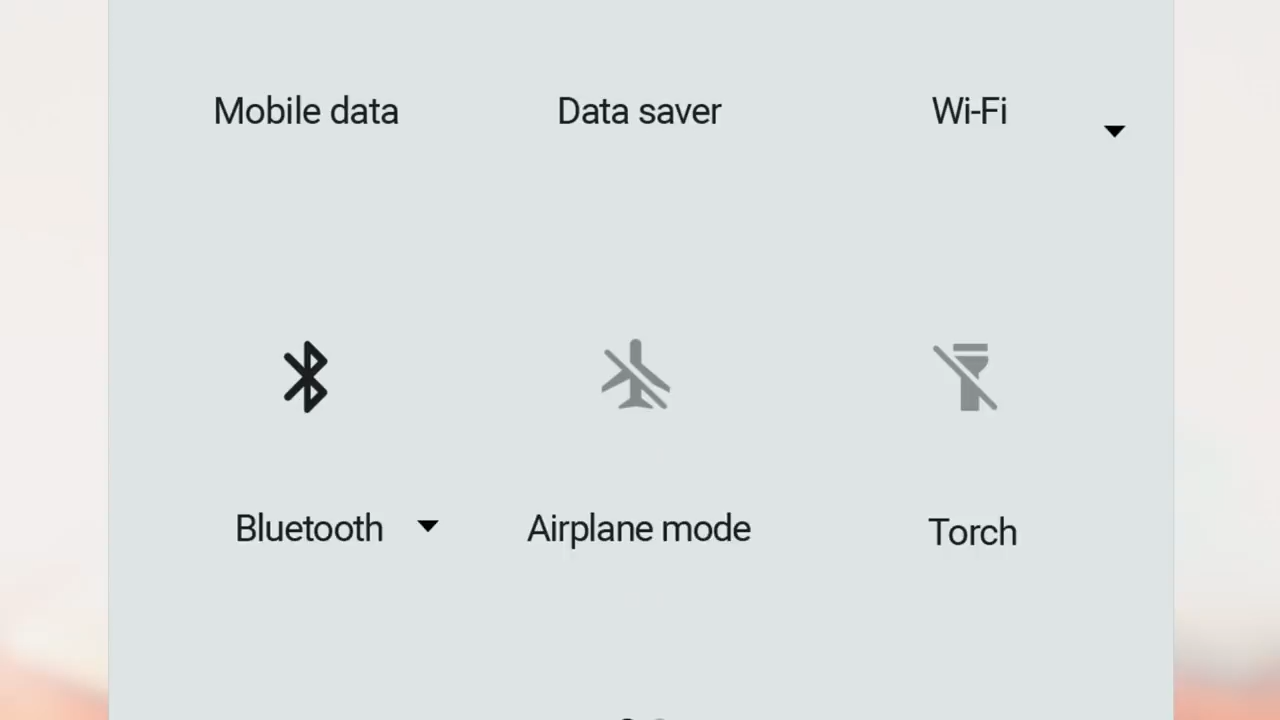 Mobile data
Data saver
Wi-Fi
Bluetooth
Airplane mode
Torch